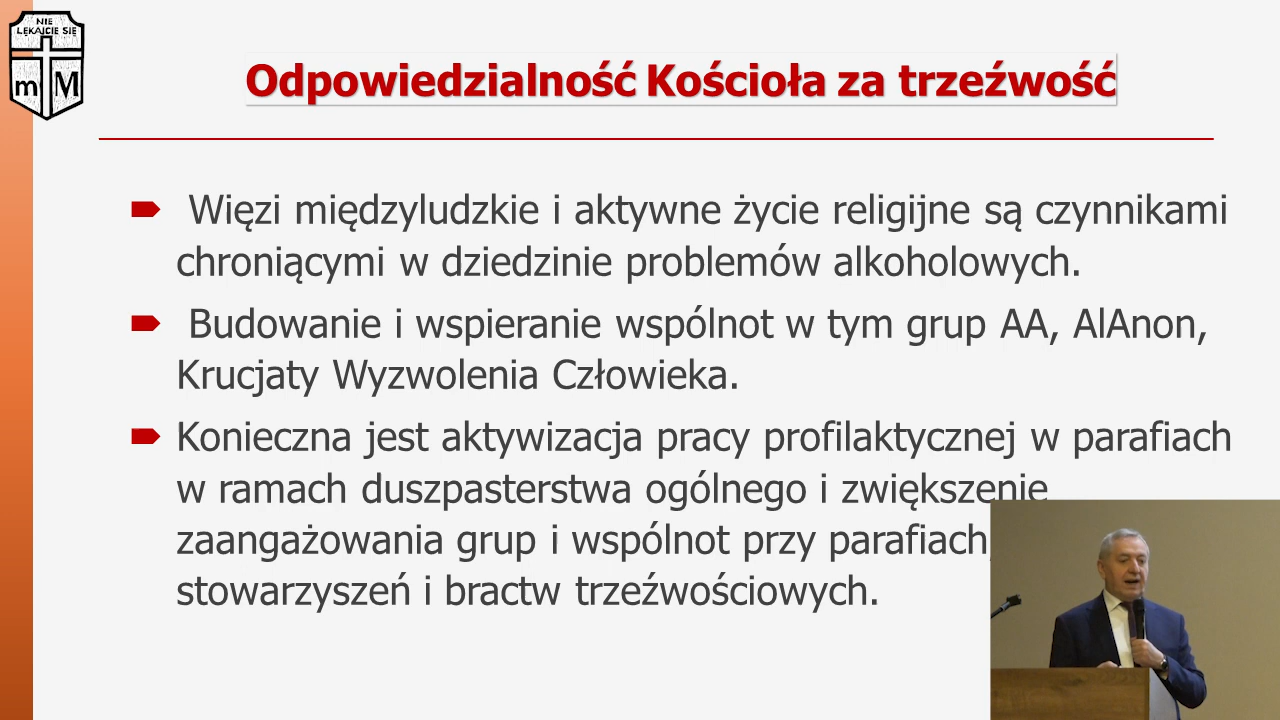 NIE
LĘKAJCIE SIĘ
m M
Odpowiedzialność Kościoła za trzeźwość
Więzi międzyludzkie i aktywne życie religijne są czynnikami
chroniącymi w dziedzinie problemów alkoholowych.
Budowanie i wspieranie wspólnot w tym grup AA, AlAnon,
Krucjaty Wyzwolenia Człowieka.
Konieczna jest aktywizacja pracy profilaktycznej w parafiach
w ramach duszpasterstwa ogólnego i zwiększenie
zaangażowania grup i wspólnot przy parafiach,
stowarzyszeń i bractw trzeźwościowych.